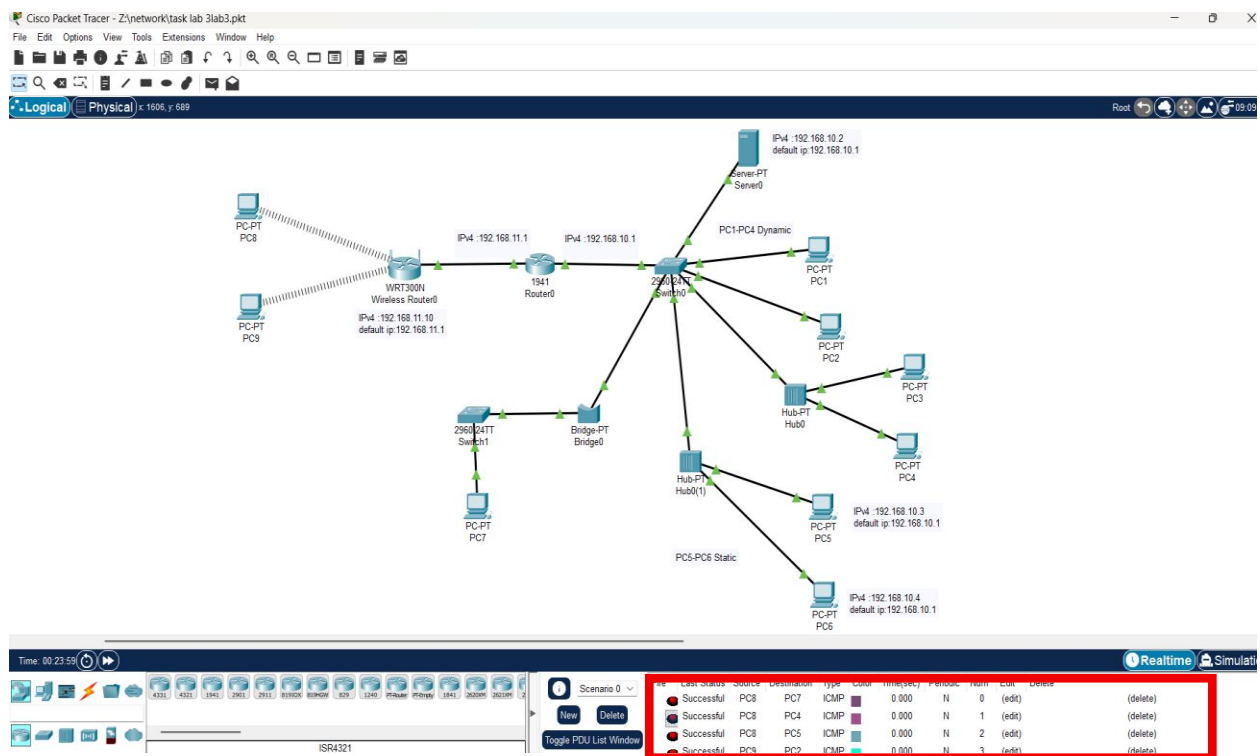 Cisco Packet Tracer - Z:\network\task lab 3lab3.pkt
File Edit Options View Tools Extensions Window Help
Logical Physical x: 1606, y: 689
Root 09:09
IPv4 :192.168.10.2
default ip:192.168.10.1
Server-PT
Server0
PC-PT
PC8
IPv4 :192.168.11.1
IPv4 :192.168.10.1
PC1-PC4 Dynamic
PC-PT
PC1
WRT300N
Wireless Router0
1941
Router0
2960-24TT
Switch0
PC-PT
PC9
IPv4 :192.168.11.10
default ip:192.168.11.1
PC-PT
PC2
PC-PT
PC3
Hub-PT
Hub0
2960-24TT
Switch1
Bridge-PT
Bridge0
PC-PT
PC4
Hub-PT
Hub0(1)
IPv4 :192.168.10.3
default ip:192.168.10.1
PC-PT
PC5
PC-PT
PC7
PC5-PC6 Static
IPv4 :192.168.10.4
default ip:192.168.10.1
PC-PT
PC6
Time: 00:23:59
Realtime Simulati
4331 4321 1941 2901 2911 819IOX 819HGW 829 1240 PT-Router PT-Empty 1841 2620XM 2621XM 2
ISR4321
Scenario 0
New Delete
Toggle PDU List Window
Last Status Source Destination Type Color Time(sec) Periodic Num Edit Delete
Successful PC8 PC7 ICMP 0.000 N 0 (edit) (delete)
Successful PC8 PC4 ICMP 0.000 N 1 (edit) (delete)
Successful PC8 PC5 ICMP 0.000 N 2 (edit) (delete)
Successful PC9 PC2 ICMP 0.000 N 3 (edit) (delete)